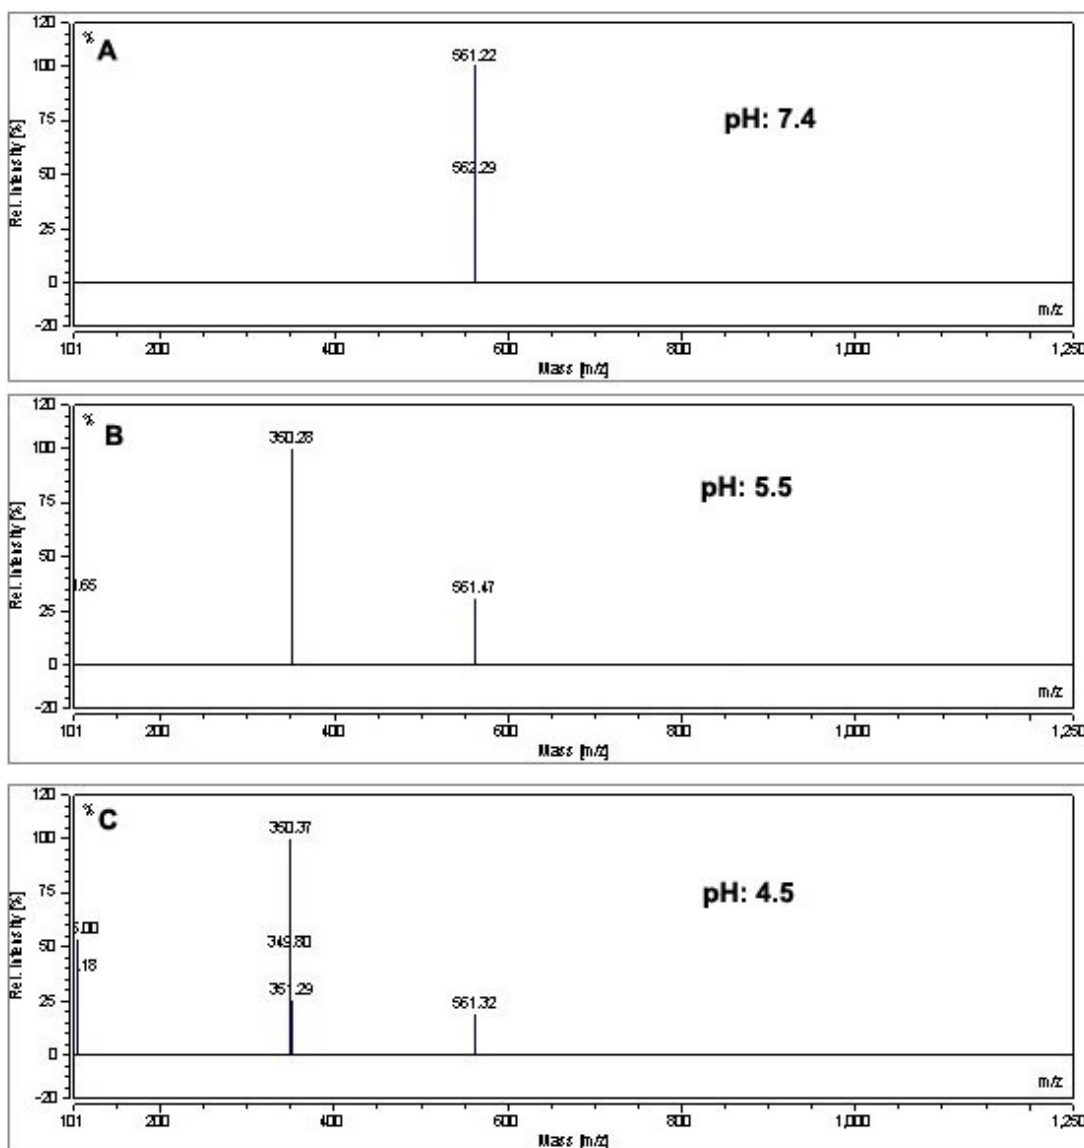 120
%
A
561.22
100
pH: 7.4
75
562.29
50
25
0
m/z
-20
101 200 400 600 800 1,000 1,250
Mass [m/z]
Rel. Intensity [%]
120
%
B
350.28
100
pH: 5.5
75
50
561.47
25
0
m/z
-20
101 200 400 600 800 1,000 1,250
Mass [m/z]
Rel. Intensity [%]
120
%
C
350.37
100
pH: 4.5
75
349.80
50
.18
351.29
25
561.32
0
m/z
-20
101 200 400 600 800 1,000 1,250
Mass [m/z]
Rel. Intensity [%]